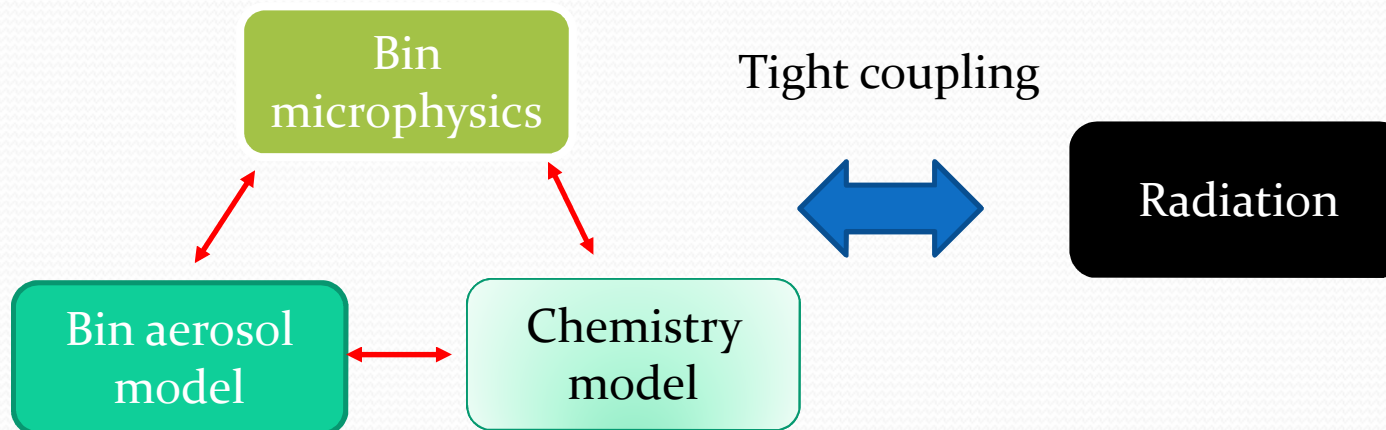 Bin
microphysics
Tight coupling
Radiation
Bin aerosol
model
Chemistry
model